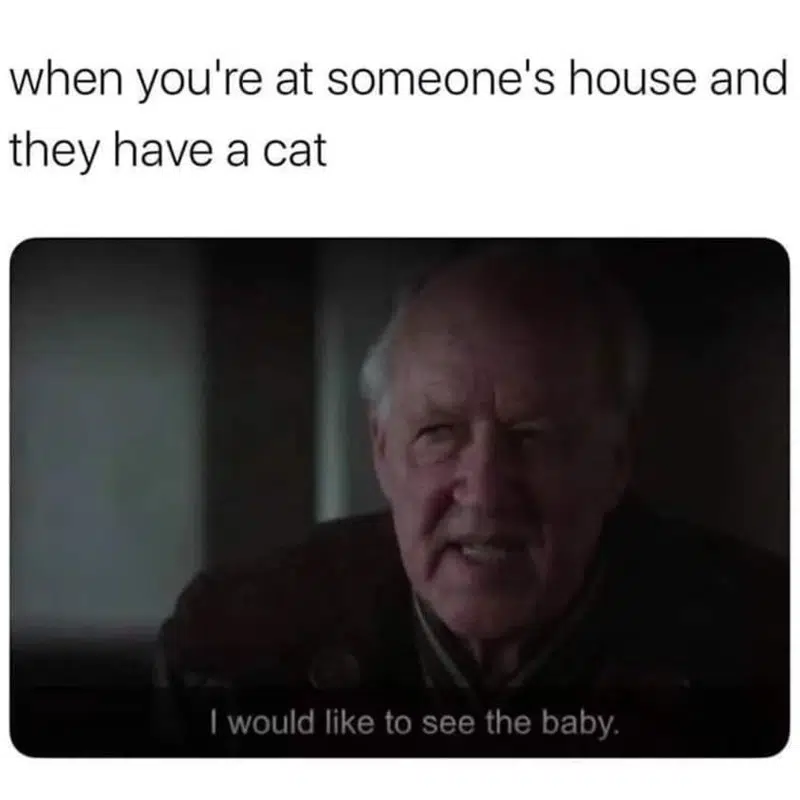 when you're at someone's house and
they have a cat
I would like to see the baby.